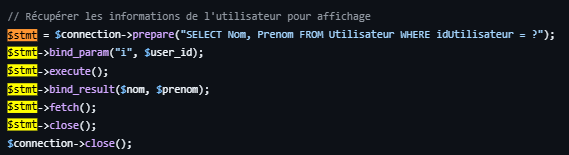 // Récupérer les informations de l'utilisateur pour affichage
$stmt = $connection->prepare("SELECT Nom, Prenom FROM Utilisateur WHERE idUtilisateur = ?");
$stmt->bind_param("i", $user_id);
$stmt->execute();
$stmt->bind_result($nom, $prenom);
$stmt->fetch();
$stmt->close();
$connection->close();